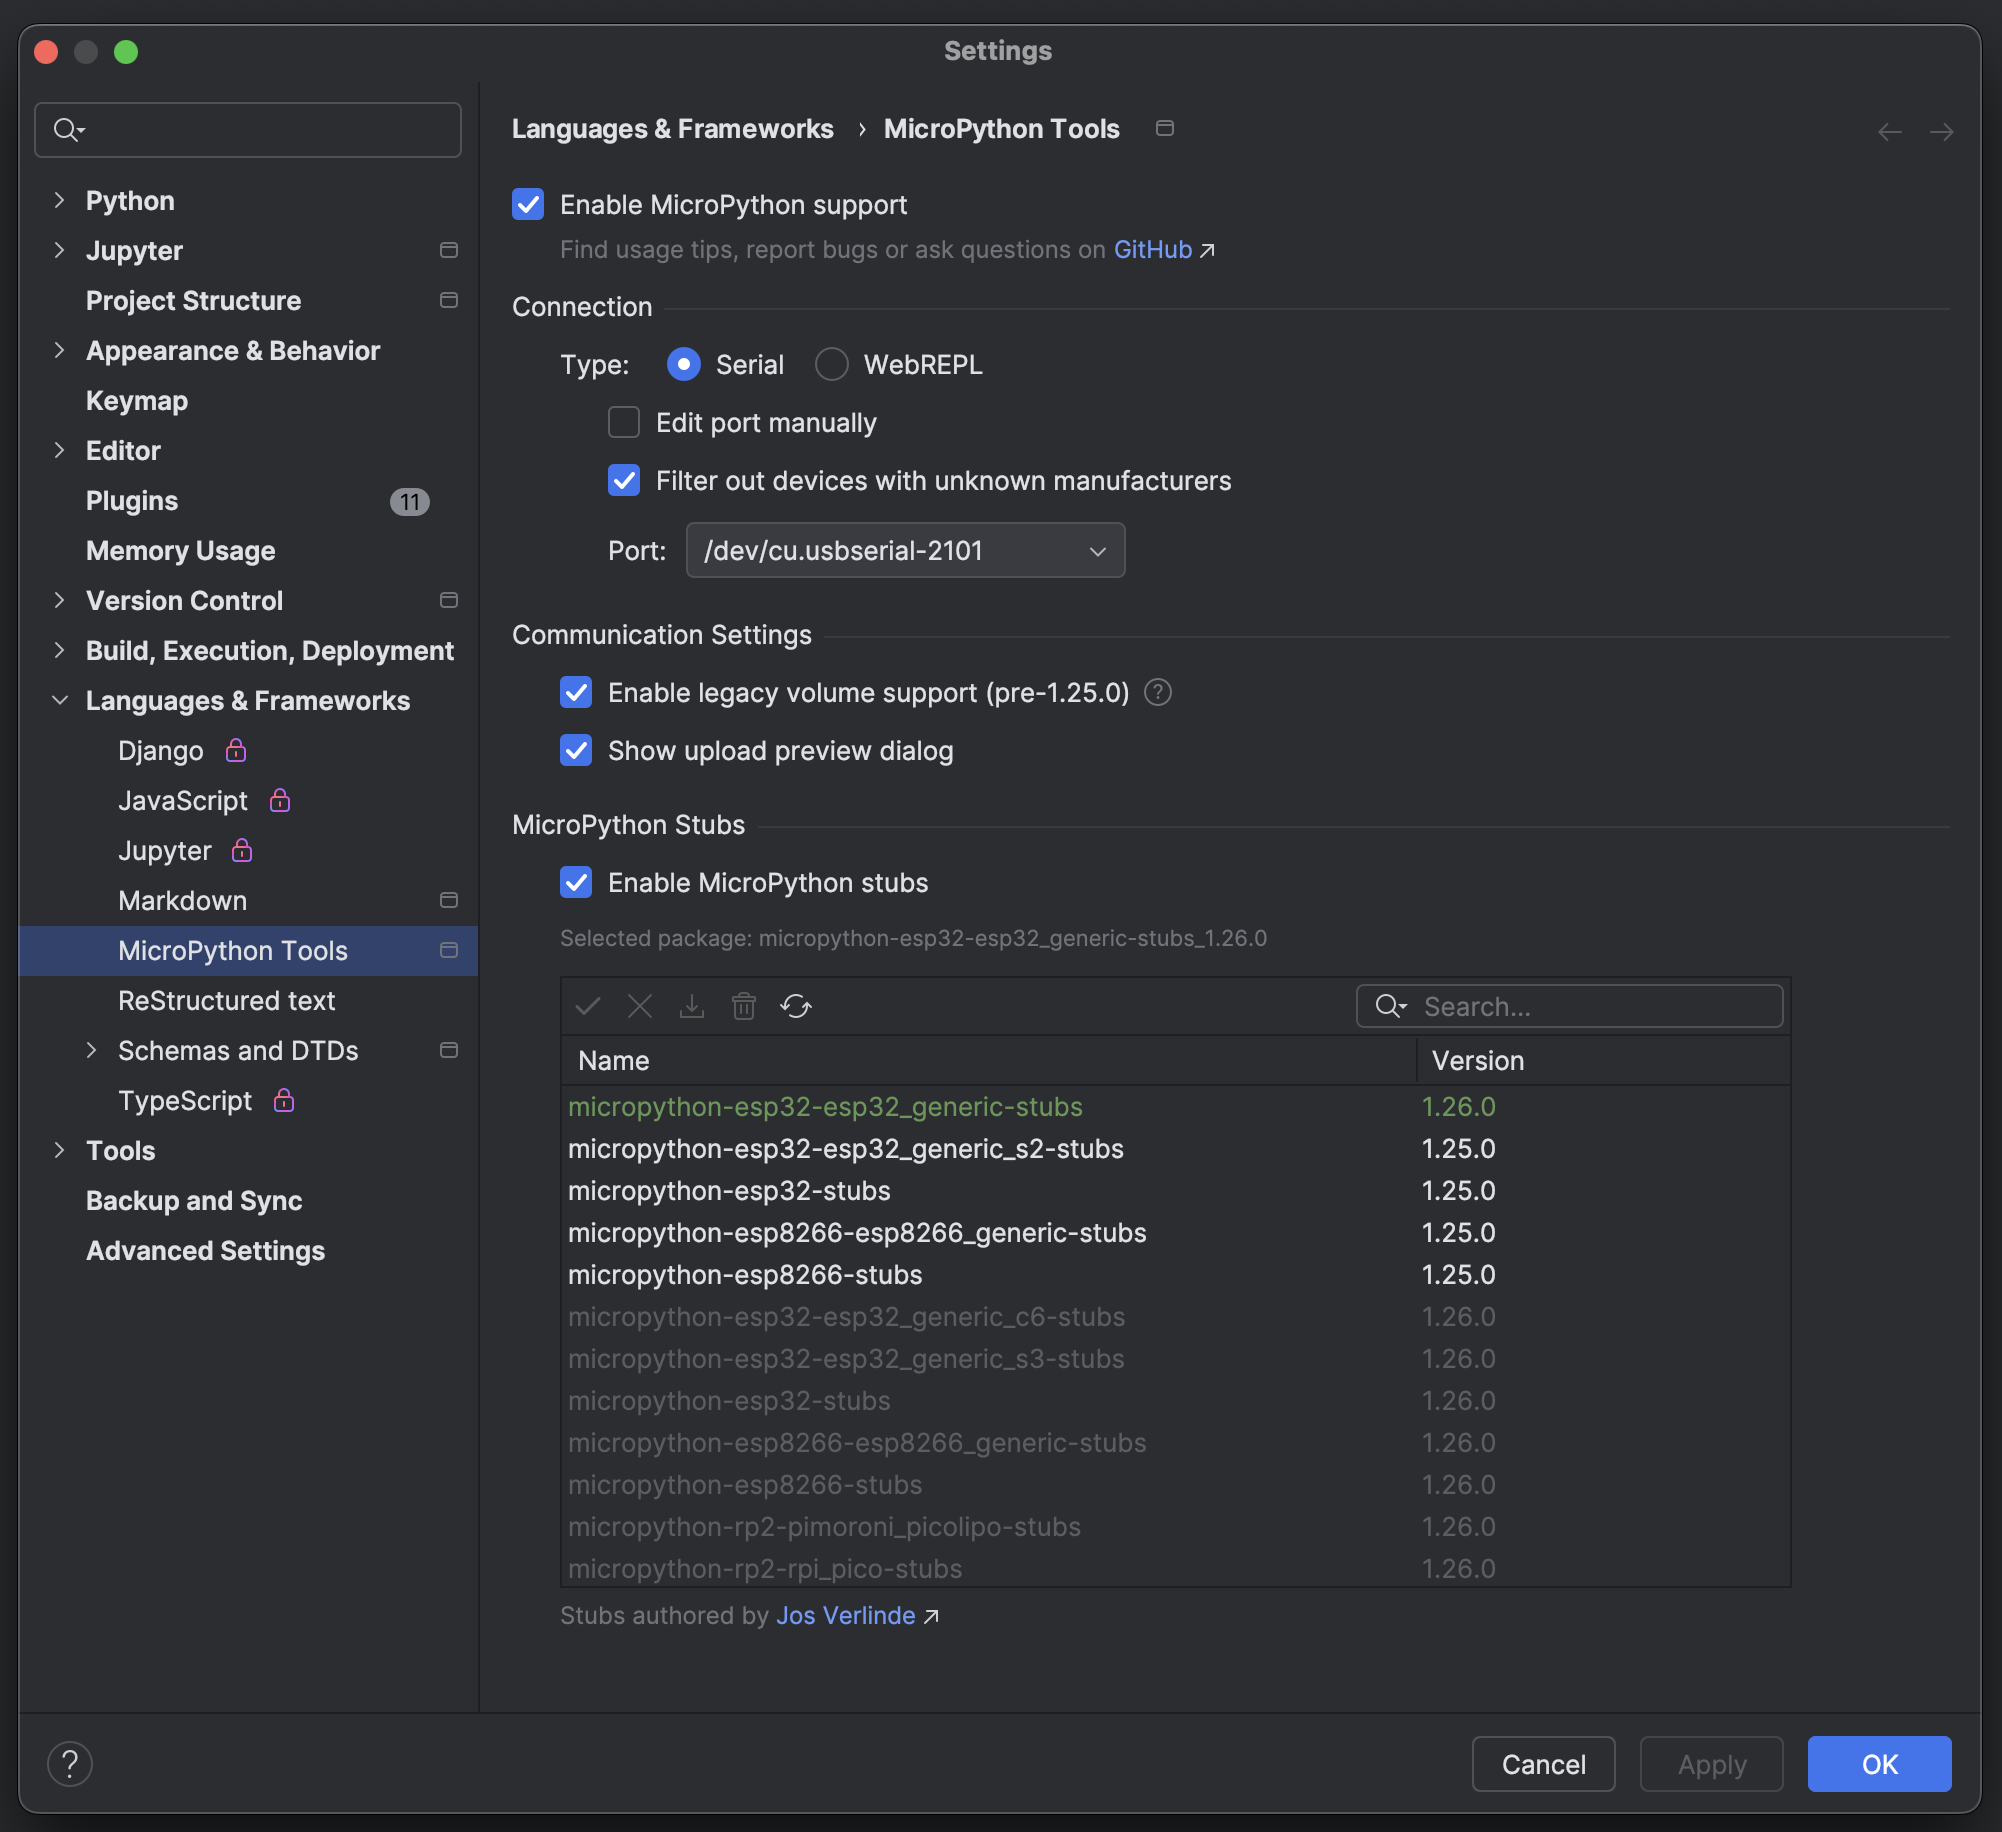 Settings
Python
Jupyter
Project Structure
Appearance & Behavior
Keymap
Editor
Plugins 11
Memory Usage
Version Control
Build, Execution, Deployment
Languages & Frameworks
Django
JavaScript
Jupyter
Markdown
MicroPython Tools
ReStructured text
Schemas and DTDs
TypeScript
Tools
Backup and Sync
Advanced Settings
Languages & Frameworks › MicroPython Tools
Enable MicroPython support
Find usage tips, report bugs or ask questions on GitHub ↗
Connection
Type: Serial WebREPL
Edit port manually
Filter out devices with unknown manufacturers
Port: /dev/cu.usbserial-2101
Communication Settings
Enable legacy volume support (pre-1.25.0) ?
Show upload preview dialog
MicroPython Stubs
Enable MicroPython stubs
Selected package: micropython-esp32-esp32_generic-stubs_1.26.0
Search...
Name Version
micropython-esp32-esp32_generic-stubs 1.26.0
micropython-esp32-esp32_generic_s2-stubs 1.25.0
micropython-esp32-stubs 1.25.0
micropython-esp8266-esp8266_generic-stubs 1.25.0
micropython-esp8266-stubs 1.25.0
micropython-esp32-esp32_generic_c6-stubs 1.26.0
micropython-esp32-esp32_generic_s3-stubs 1.26.0
micropython-esp32-stubs 1.26.0
micropython-esp8266-esp8266_generic-stubs 1.26.0
micropython-esp8266-stubs 1.26.0
micropython-rp2-pimoroni_picolipo-stubs 1.26.0
micropython-rp2-rpi_pico-stubs 1.26.0
Stubs authored by Jos Verlinde ↗
? Cancel Apply OK